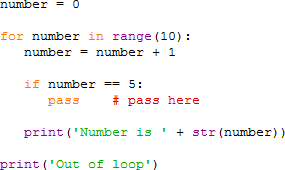 number = 0
for number in range(10):
number = number + 1
if number == 5:
pass # pass here
print('Number is ' + str(number))
print('Out of loop')